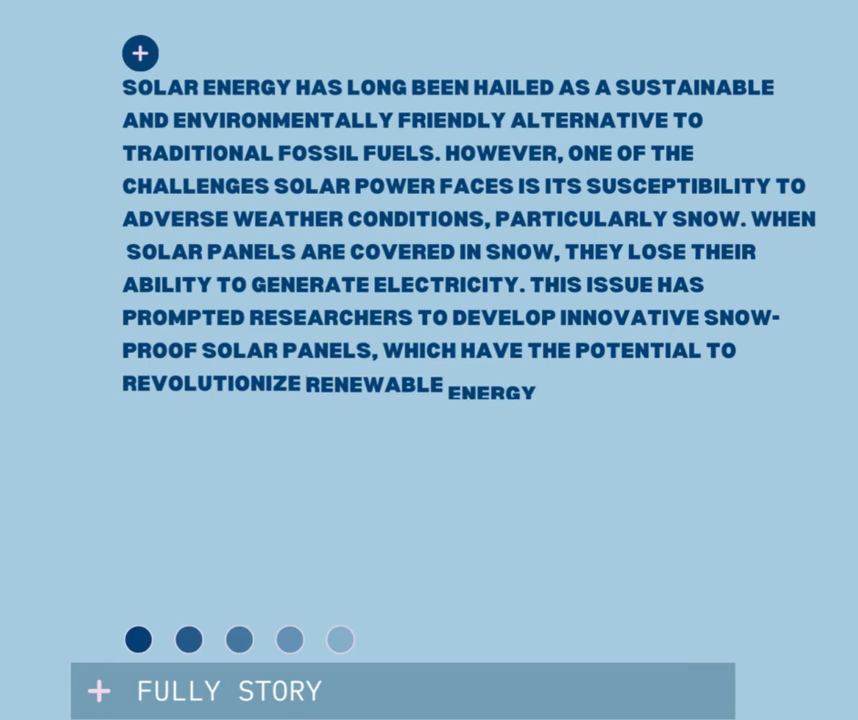 SOLAR ENERGY HAS LONG BEEN HAILED AS A SUSTAINABLE
AND ENVIRONMENTALLY FRIENDLY ALTERNATIVE TO
TRADITIONAL FOSSIL FUELS. HOWEVER, ONE OF THE
CHALLENGES SOLAR POWER FACES IS ITS SUSCEPTIBILITY TO
ADVERSE WEATHER CONDITIONS, PARTICULARLY SNOW. WHEN
SOLAR PANELS ARE COVERED IN SNOW, THEY LOSE THEIR
ABILITY TO GENERATE ELECTRICITY. THIS ISSUE HAS
PROMPTED RESEARCHERS TO DEVELOP INNOVATIVE SNOW-
PROOF SOLAR PANELS, WHICH HAVE THE POTENTIAL TO
REVOLUTIONIZE RENEWABLE ENERGY
+ FULLY STORY